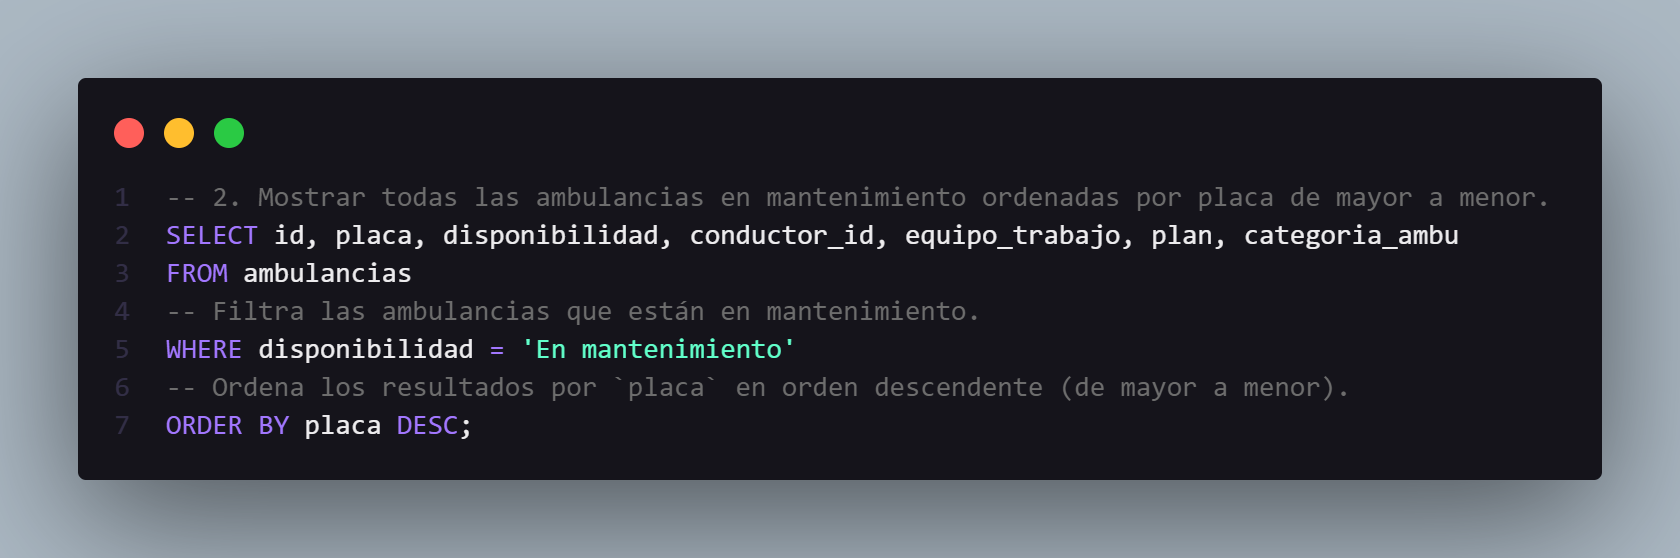 1 -- 2. Mostrar todas las ambulancias en mantenimiento ordenadas por placa de mayor a menor.
2 SELECT id, placa, disponibilidad, conductor_id, equipo_trabajo, plan, categoria_ambu
3 FROM ambulancias
4 -- Filtra las ambulancias que están en mantenimiento.
5 WHERE disponibilidad = 'En mantenimiento'
6 -- Ordena los resultados por `placa` en orden descendente (de mayor a menor).
7 ORDER BY placa DESC;